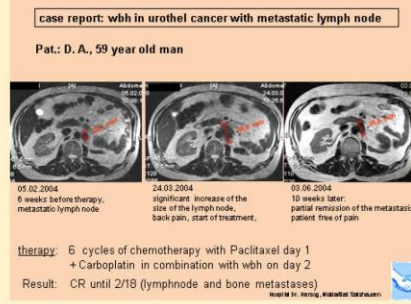 case report: wbh in urothel cancer with metastatic lymph node
Pat.: D. A., 59 year old man
05.02.2004
6 weeks before therapy,
metastatic lymph node
24.03.2004
significant increase of the
size of the lymph node,
back pain, start of treatment,
03.06.2004
10 weeks later:
partial remission of the metastasis
patient free of pain
therapy: 6 cycles of chemotherapy with Paclitaxel day 1
+ Carboplatin in combination with wbh on day 2
Result: CR until 2/18 (lymphnode and bone metastases)